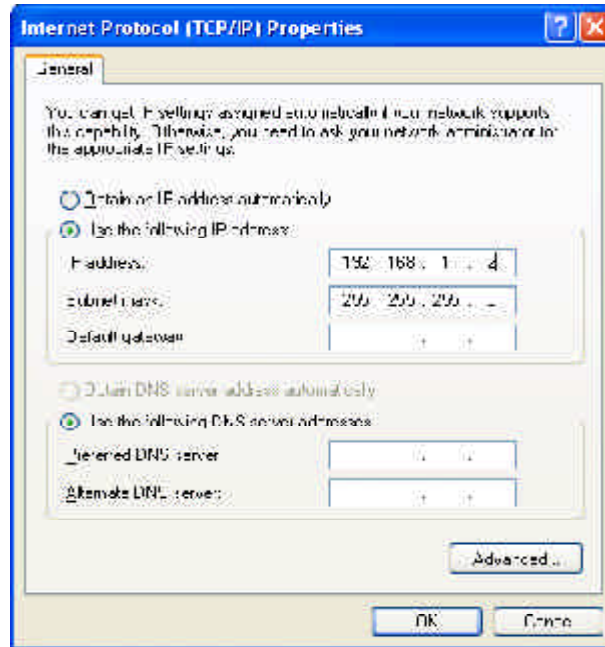 Internet Protocol (TCP/IP) Properties
General
You can get IP settings assigned automatically if your network supports
this capability. Otherwise, you need to ask your network administrator for
the appropriate IP settings.
Obtain an IP address automatically
Use the following IP address:
IP address: 192 . 168 . 1 . 2
Subnet mask: 255 . 255 . 255 .
Default gateway: . . .
Obtain DNS server address automatically
Use the following DNS server addresses:
Preferred DNS server: . . .
Alternate DNS server: . . .
Advanced...
OK Cancel